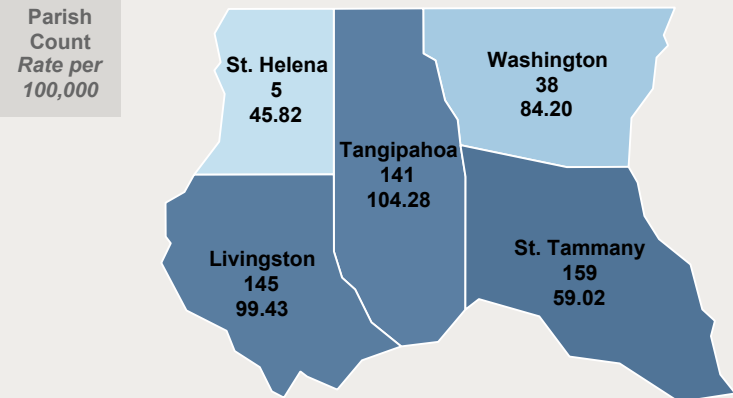 Parish
Count
Rate per
100,000
St. Helena
5
45.82
Washington
38
84.20
Tangipahoa
141
104.28
Livingston
145
99.43
St. Tammany
159
59.02